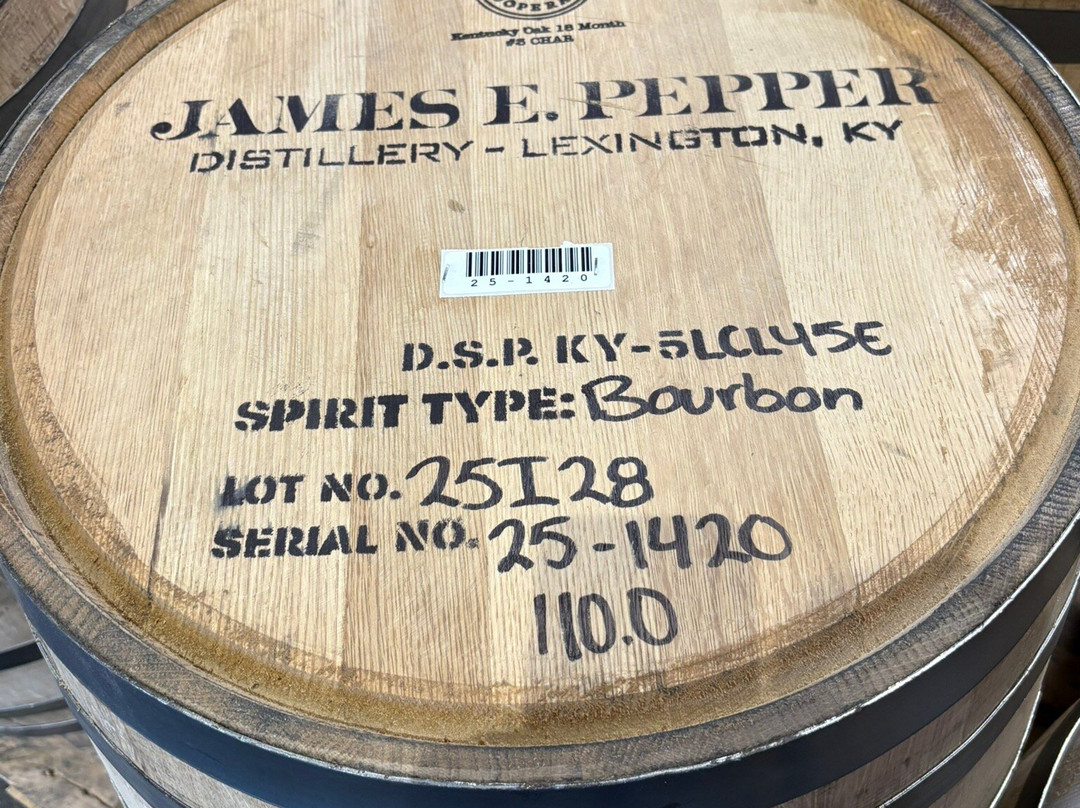 Kentucky Oak 18 Month
#3 CHAR
JAMES E. PEPPER
DISTILLERY - LEXINGTON, KY
25-1420
D.S.P. KY-5LCL45E
SPIRIT TYPE: Bourbon
LOT NO. 25I28
SERIAL NO. 25-1420
110.0